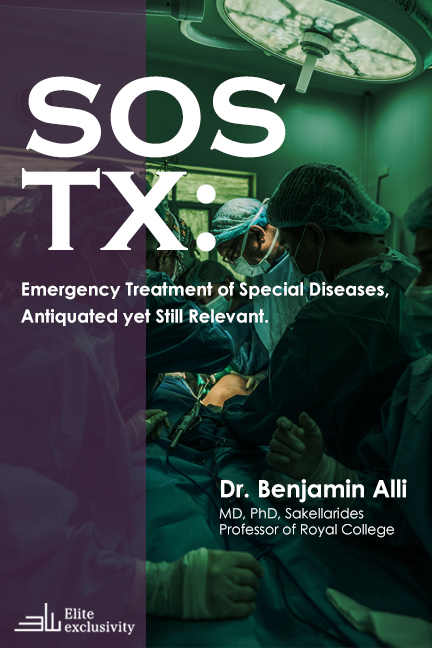 SOS
TX:
Emergency Treatment of Special Diseases,
Antiquated yet Still Relevant.
Dr. Benjamin Alli
MD, PhD, Sakellarides
Professor of Royal College
Elite
exclusivity